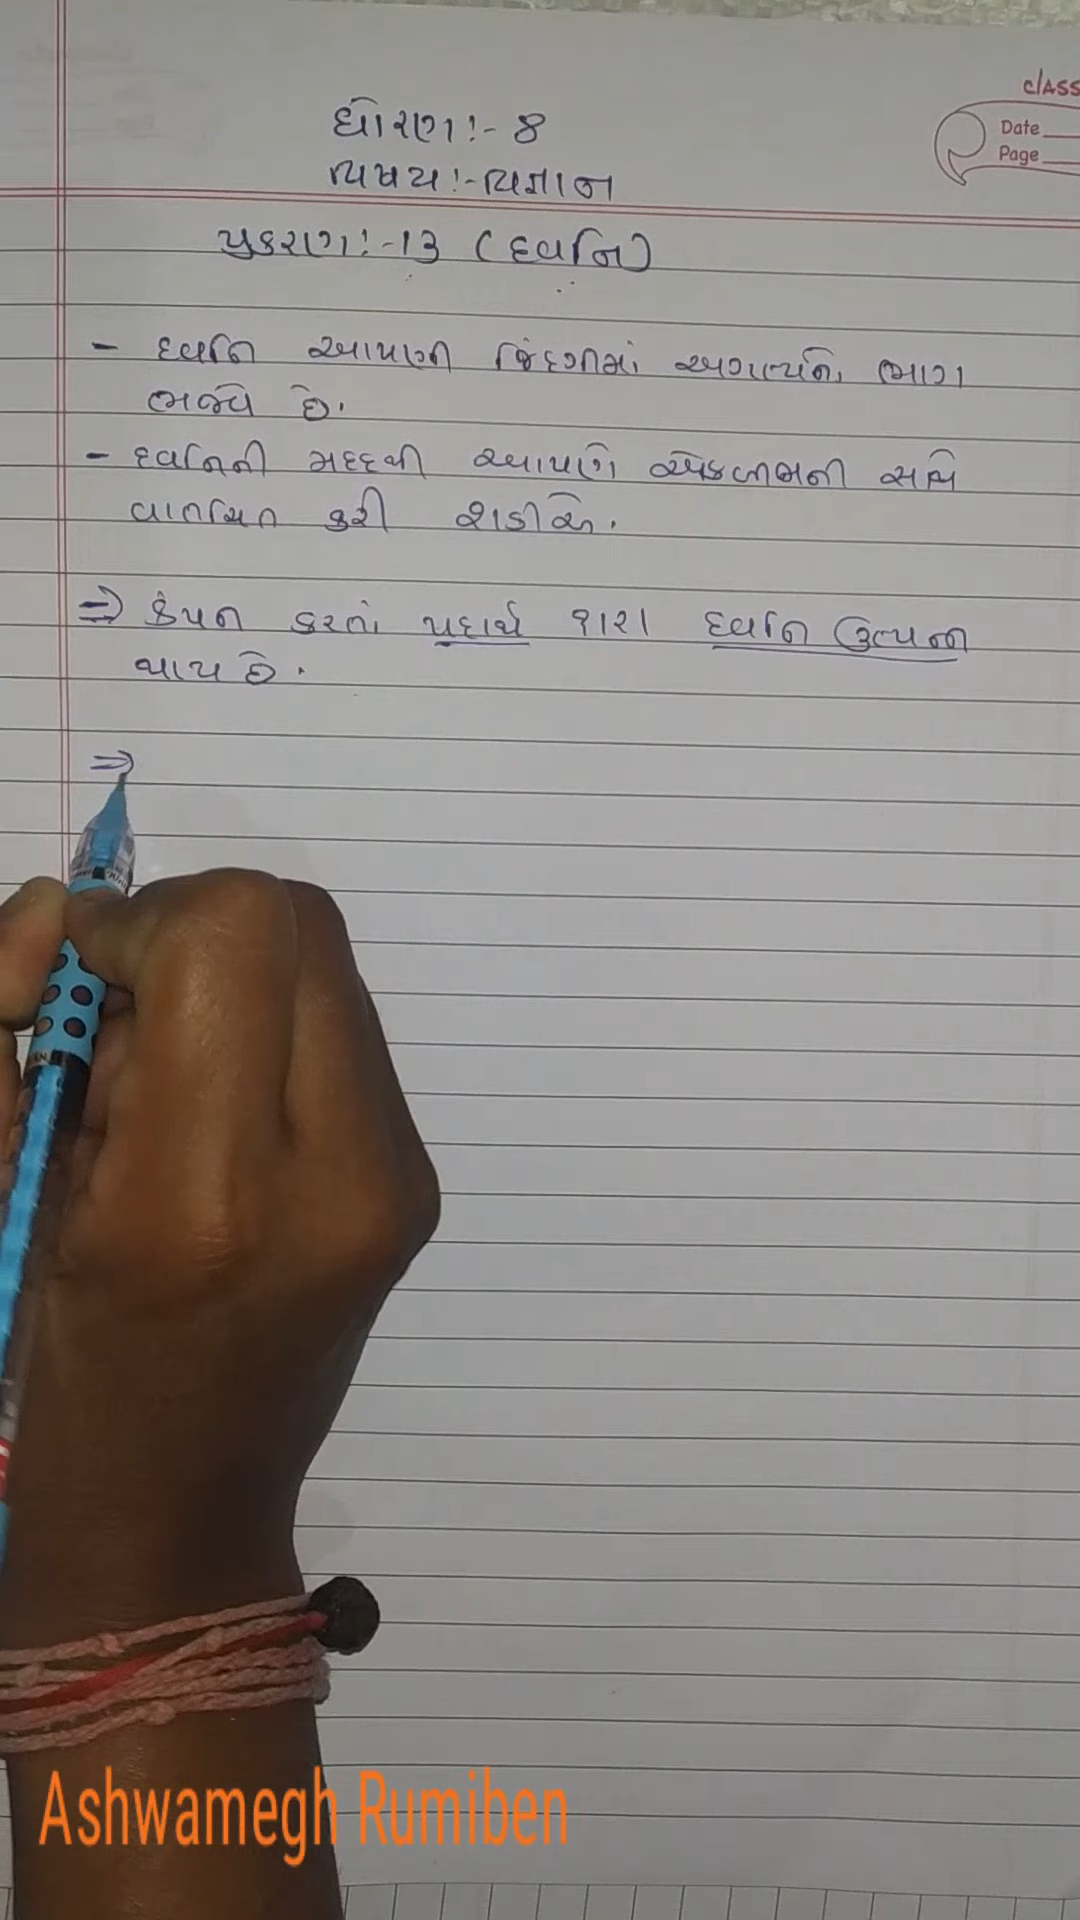 CLASS
Date
Page
ધોરણ :- 8
વિષય :- વિજ્ઞાન
પ્રકરણ :- 13 (ધ્વનિ)
- ધ્વનિ આપણી જિંદગીમાં અગત્યનો ભાગ
ભજવે છે.
- ધ્વનિની મદદથી આપણે એકબીજાની સાથે
વાતચિત કરી શકીએ.
⇒ કંપન કરતાં પદાર્થ દ્વારા ધ્વનિ ઉત્પન્ન
થાય છે.
⇒
Ashwamegh Rumiben